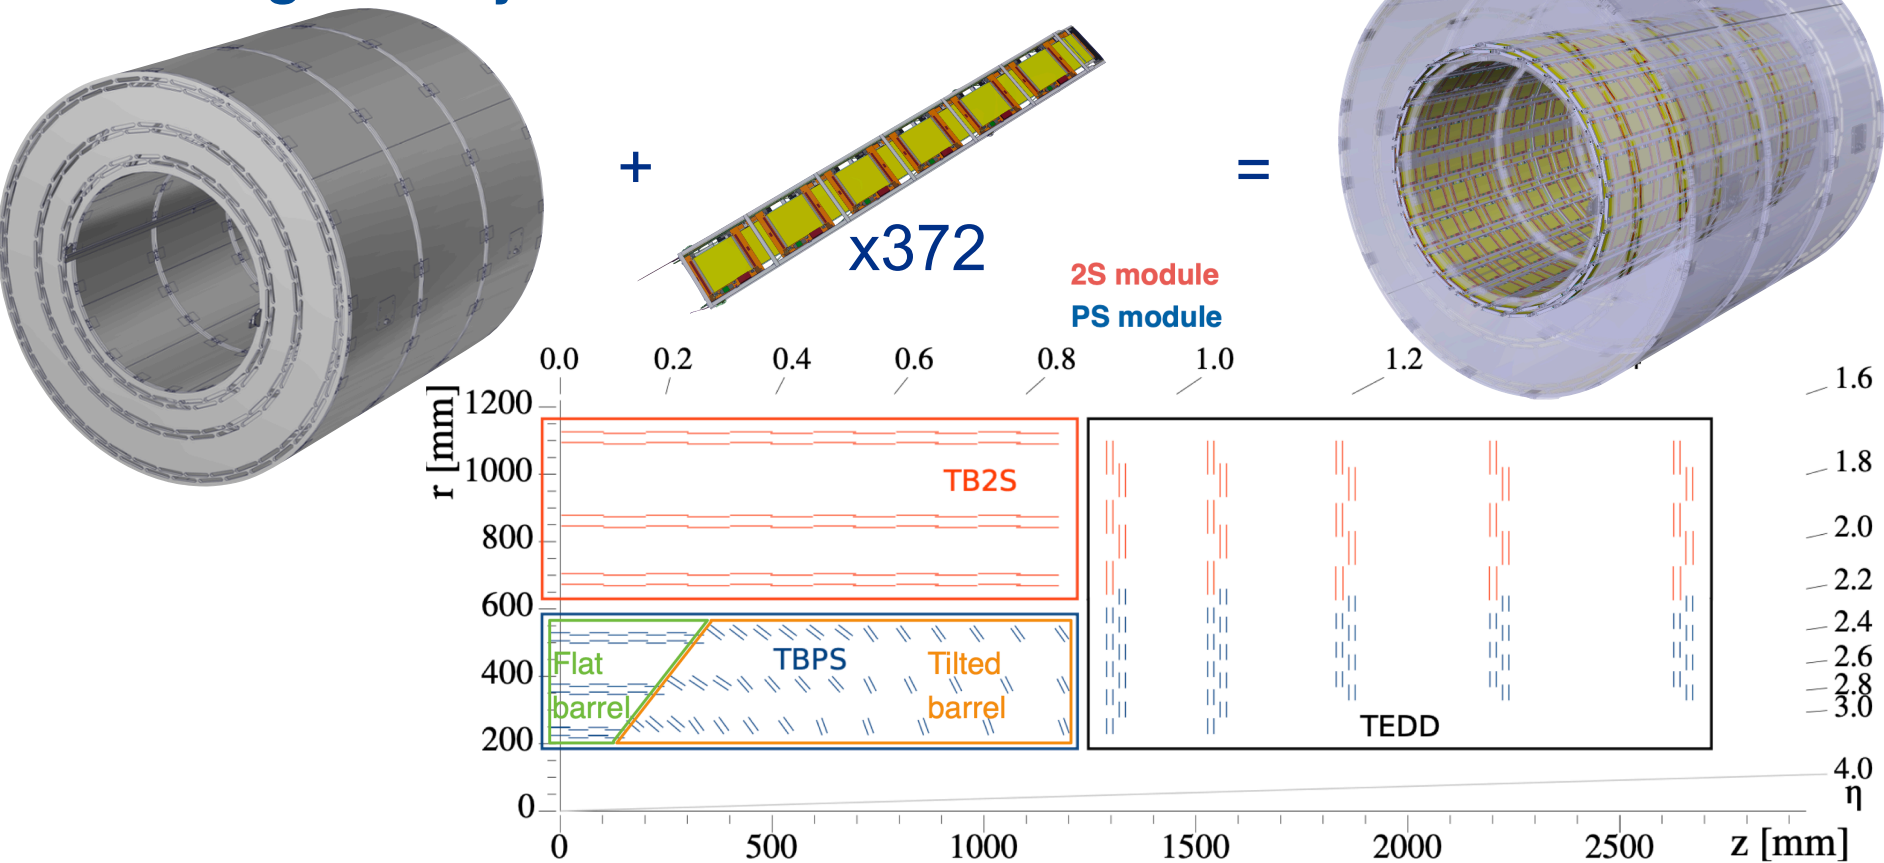 +
=
x372
2S module
PS module
0.0 0.2 0.4 0.6 0.8 1.0 1.2 1.6
r [mm]
1200
1000
800
600
400
200
0
TB2S
Flat
barrel
TBPS
Tilted
barrel
TEDD
1.8
2.0
2.2
2.4
2.6
2.8
3.0
4.0
η
0 500 1000 1500 2000 2500 z [mm]